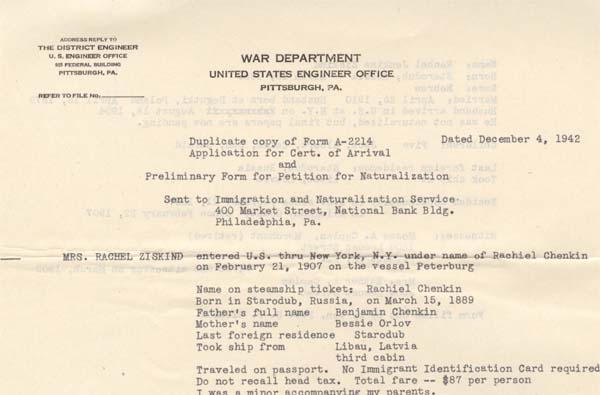 ADDRESS REPLY TO
THE DISTRICT ENGINEER
U. S. ENGINEER OFFICE
FEDERAL BUILDING
PITTSBURGH, PA.
REFER TO FILE No.
WAR DEPARTMENT
UNITED STATES ENGINEER OFFICE
PITTSBURGH, PA.
Duplicate copy of Form A-2214 Dated December 4, 1942
Application for Cert. of Arrival
and
Preliminary Form for Petition for Naturalization
Sent to Immigration and Naturalization Service
400 Market Street, National Bank Bldg.
Philadelphia, Pa.
MRS. RACHEL ZISKIND entered U.S. thru New York, N.Y. under name of Rachiel Chenkin
on February 21, 1907 on the vessel Peterburg
Name on steamship ticket: Rachiel Chenkin
Born in Starodub, Russia, on March 15, 1889
Father's full name Benjamin Chenkin
Mother's name Bessie Orlov
Last foreign residence Starodub
Took ship from Libau, Latvia
third cabin
Traveled on passport. No Immigrant Identification Card required
Do not recall head tax. Total fare -- $87 per person
I was a minor accompanying my parents.